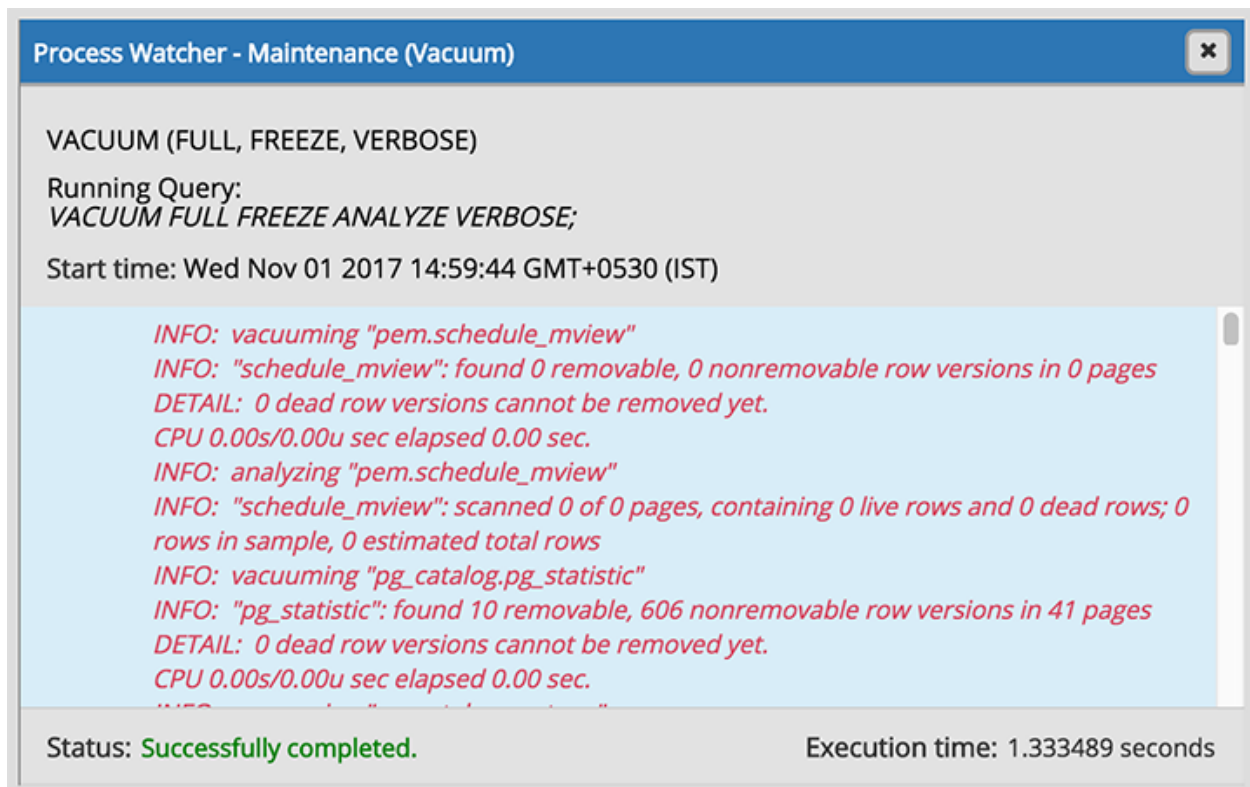 Process Watcher - Maintenance (Vacuum)
VACUUM (FULL, FREEZE, VERBOSE)
Running Query:
VACUUM FULL FREEZE ANALYZE VERBOSE;
Start time: Wed Nov 01 2017 14:59:44 GMT+0530 (IST)
INFO:  vacuuming "pem.schedule_mview"
INFO:  "schedule_mview": found 0 removable, 0 nonremovable row versions in 0 pages
DETAIL:  0 dead row versions cannot be removed yet.
CPU 0.00s/0.00u sec elapsed 0.00 sec.
INFO:  analyzing "pem.schedule_mview"
INFO:  "schedule_mview": scanned 0 of 0 pages, containing 0 live rows and 0 dead rows; 0
rows in sample, 0 estimated total rows
INFO:  vacuuming "pg_catalog.pg_statistic"
INFO:  "pg_statistic": found 10 removable, 606 nonremovable row versions in 41 pages
DETAIL:  0 dead row versions cannot be removed yet.
CPU 0.00s/0.00u sec elapsed 0.00 sec.
Status: Successfully completed.
Execution time: 1.333489 seconds